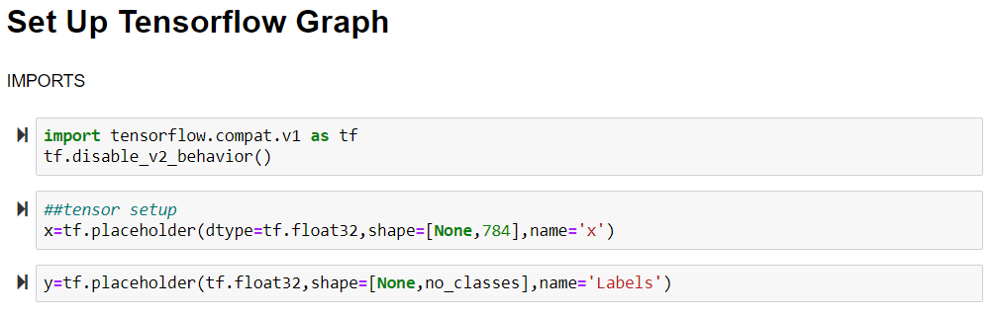 Set Up Tensorflow Graph
IMPORTS
import tensorflow.compat.v1 as tf
tf.disable_v2_behavior()
##tensor setup
x=tf.placeholder(dtype=tf.float32,shape=[None,784],name='x')
y=tf.placeholder(tf.float32,shape=[None,no_classes],name='Labels')